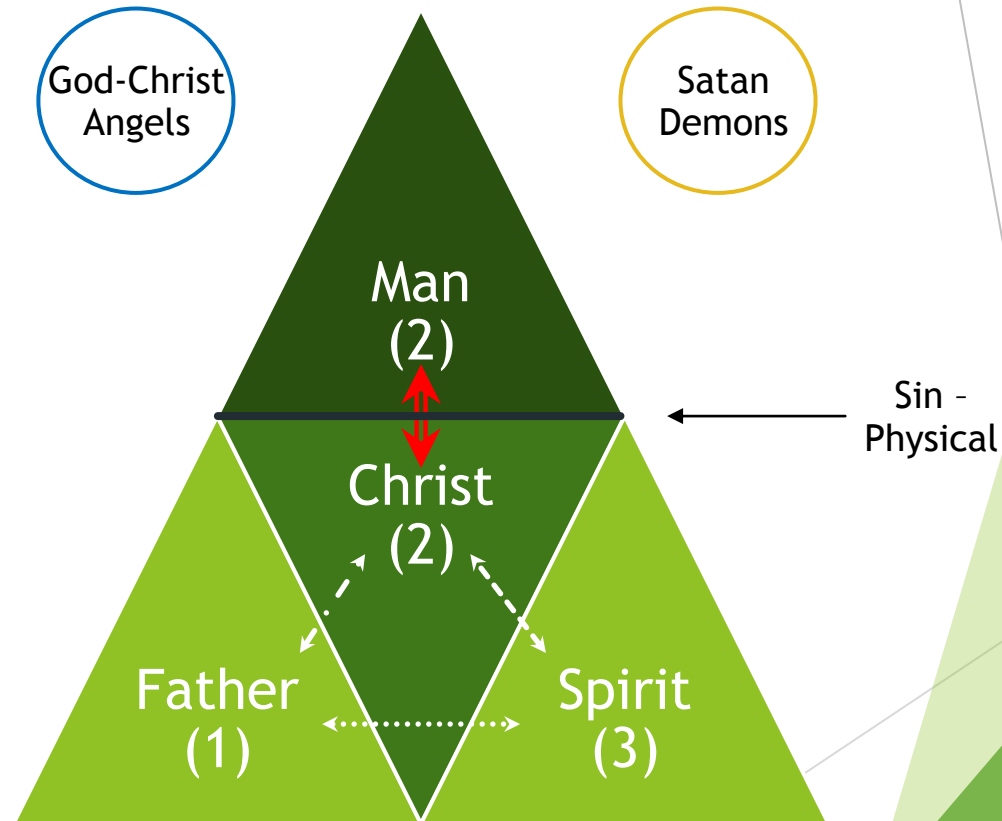 God-Christ
Angels
Satan
Demons
Man
(2)
Sin –
Physical
Christ
(2)
Father
(1)
Spirit
(3)